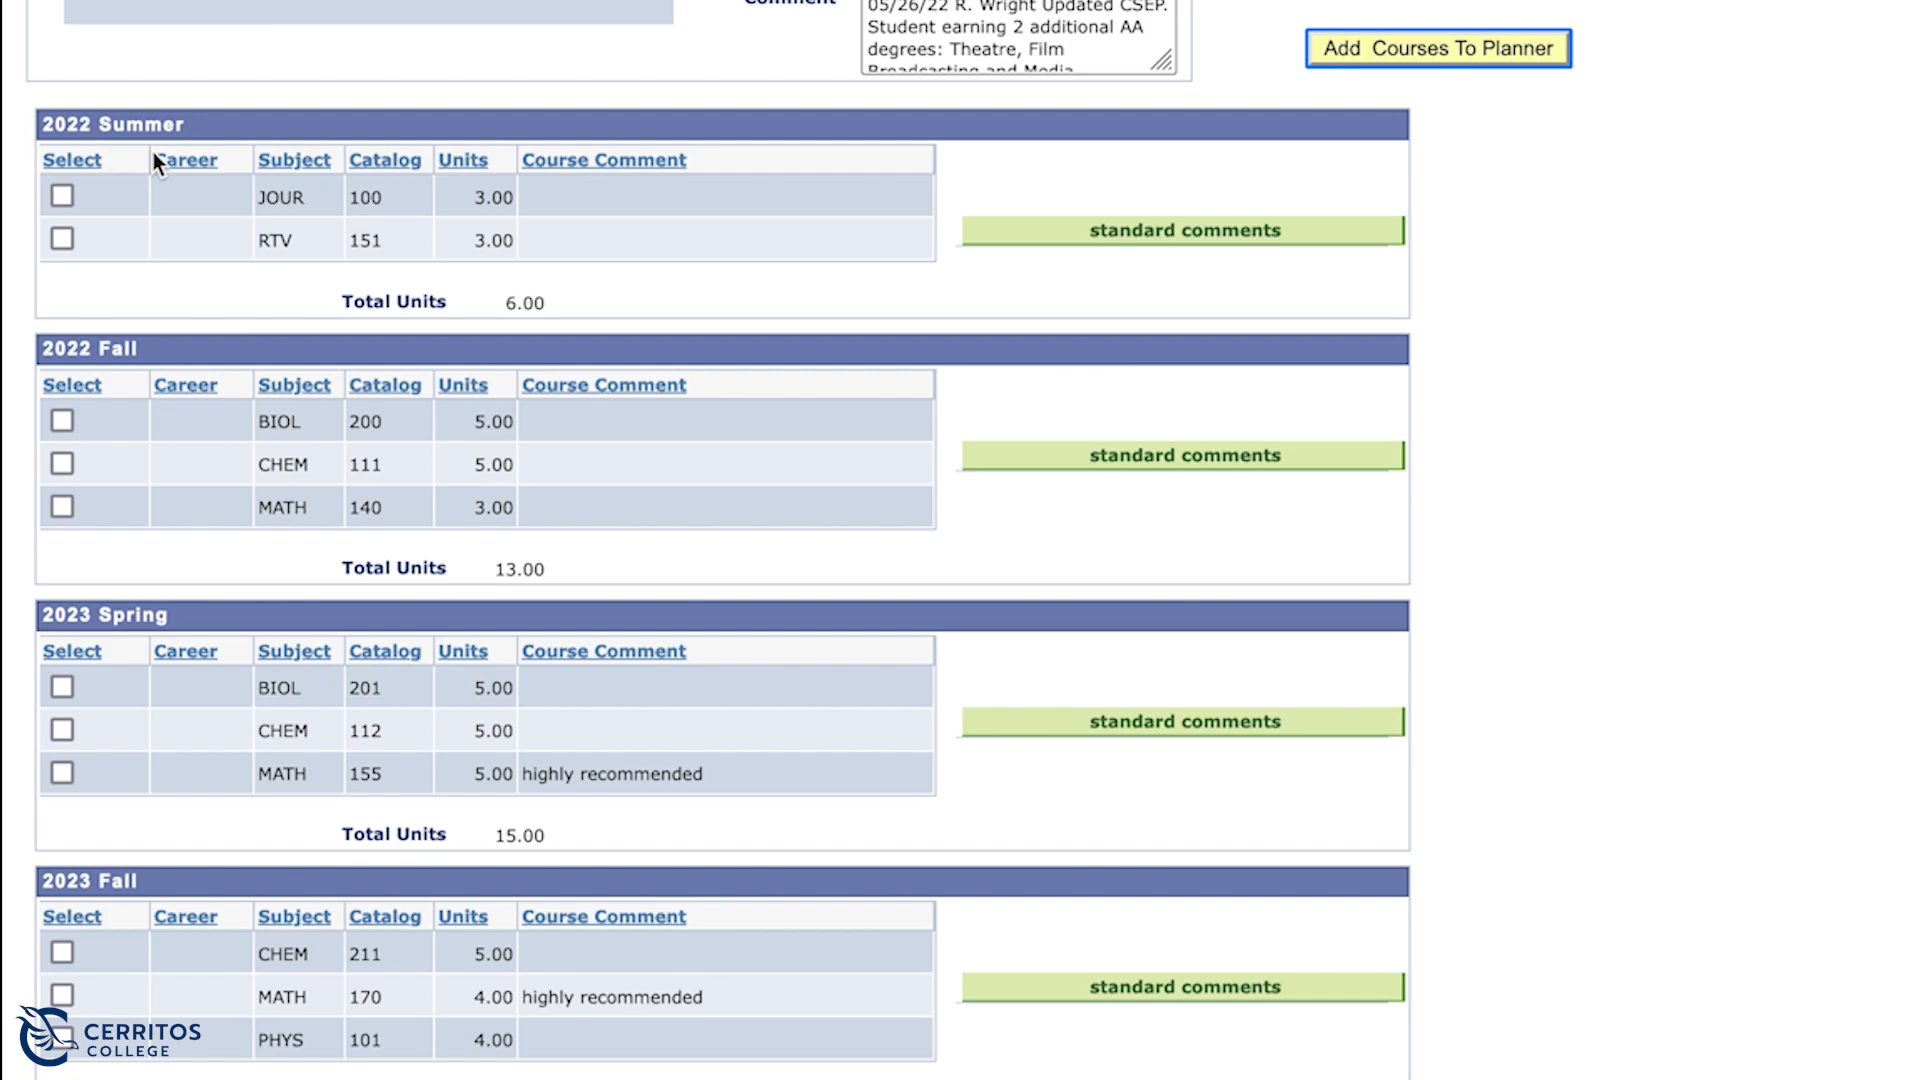 Comment
05/26/22 R. Wright Updated CSEP.
Student earning 2 additional AA
degrees: Theatre, Film
Broadcasting and Media
Add Courses To Planner
2022 Summer
Select Career Subject Catalog Units Course Comment
JOUR 100 3.00
RTV 151 3.00
standard comments
Total Units 6.00
2022 Fall
Select Career Subject Catalog Units Course Comment
BIOL 200 5.00
CHEM 111 5.00
standard comments
MATH 140 3.00
Total Units 13.00
2023 Spring
Select Career Subject Catalog Units Course Comment
BIOL 201 5.00
CHEM 112 5.00
standard comments
MATH 155 5.00 highly recommended
Total Units 15.00
2023 Fall
Select Career Subject Catalog Units Course Comment
CHEM 211 5.00
standard comments
MATH 170 4.00 highly recommended
PHYS 101 4.00
CERRITOS
COLLEGE